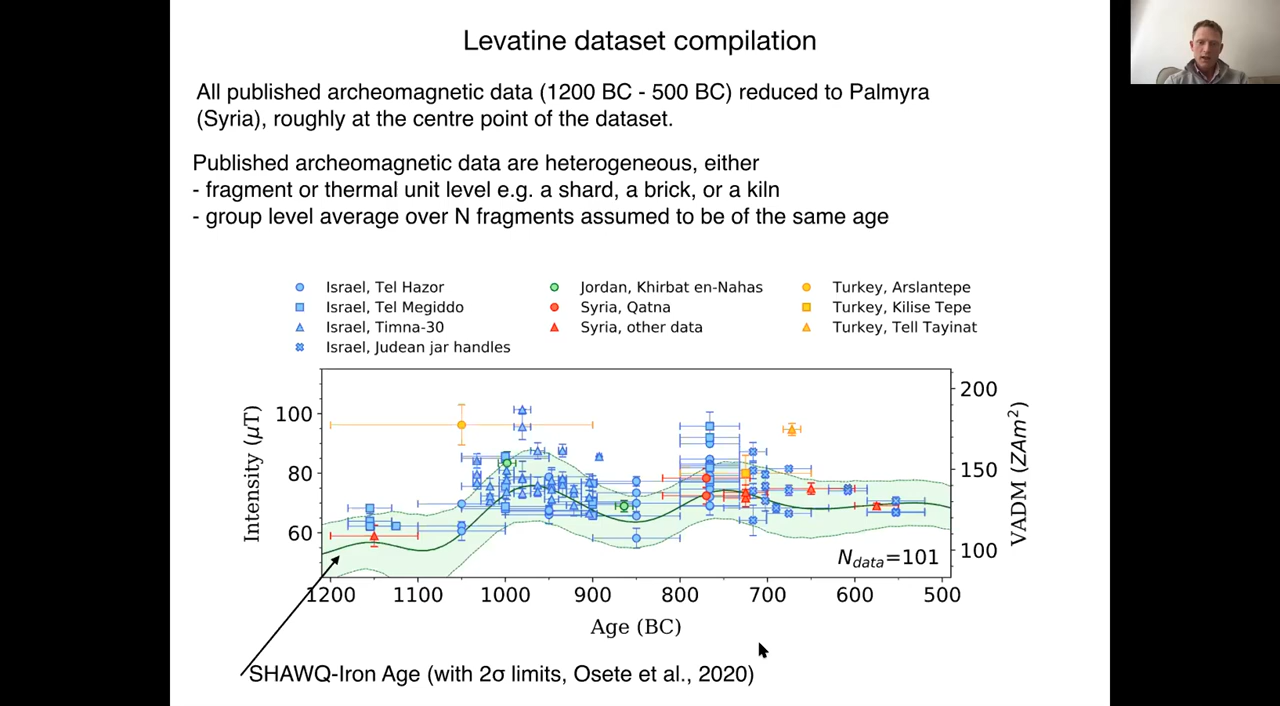 Levatine dataset compilation
All published archeomagnetic data (1200 BC - 500 BC) reduced to Palmyra
(Syria), roughly at the centre point of the dataset.
Published archeomagnetic data are heterogeneous, either
- fragment or thermal unit level e.g. a shard, a brick, or a kiln
- group level average over N fragments assumed to be of the same age
Israel, Tel Hazor
Israel, Tel Megiddo
Israel, Timna-30
Israel, Judean jar handles
Jordan, Khirbat en-Nahas
Syria, Qatna
Syria, other data
Turkey, Arslantepe
Turkey, Kilise Tepe
Turkey, Tell Tayinat
Intensity (μT)
100
80
60
200
150
100
VADM (ZAm²)
N_data=101
1200 1100 1000 900 800 700 600 500
Age (BC)
SHAWQ-Iron Age (with 2σ limits, Osete et al., 2020)